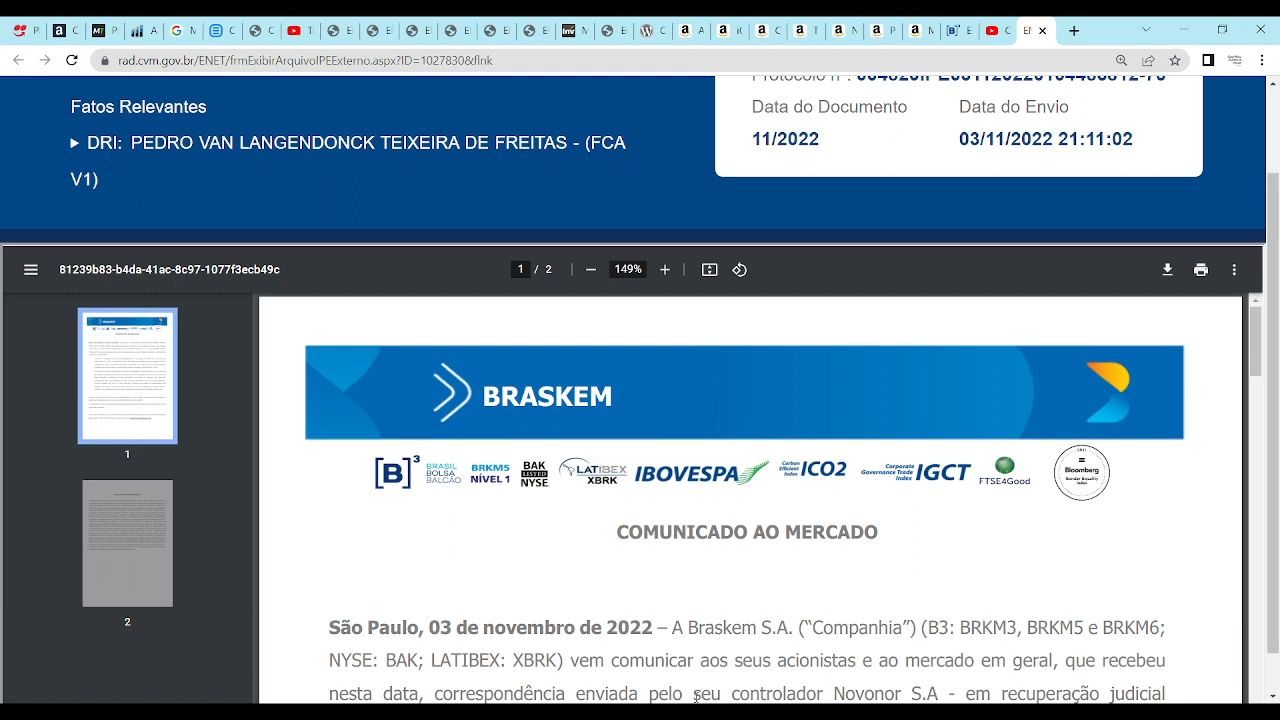 rad.cvm.gov.br/ENET/frmExibirArquivoIPEExterno.aspx?ID=1027830&flnk
Fatos Relevantes
DRI: PEDRO VAN LANGENDONCK TEIXEIRA DE FREITAS - (FCA
V1)
Data do Documento
Data do Envio
11/2022
03/11/2022 21:11:02
81239b83-b4da-41ac-8c97-1077f3ecb49c
1 / 2
149%
1
2
BRASKEM
[B]3 BRASIL BOLSA BALCÃO
BRKM5 NÍVEL 1
BAK LISTED NYSE
LATIBEX XBRK
IBOVESPA
Carbon Efficient Index ICO2
Corporate Governance Trade Index IGCT
FTSE4Good
Bloomberg Gender Equality Index
COMUNICADO AO MERCADO
São Paulo, 03 de novembro de 2022 – A Braskem S.A. (“Companhia”) (B3: BRKM3, BRKM5 e BRKM6;
NYSE: BAK; LATIBEX: XBRK) vem comunicar aos seus acionistas e ao mercado em geral, que recebeu
nesta data, correspondência enviada pelo seu controlador Novonor S.A - em recuperação judicial